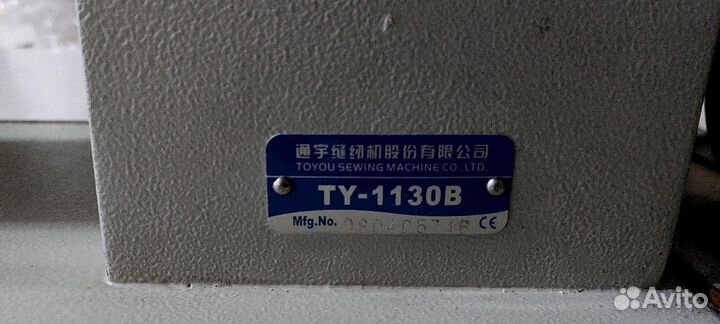 通宇缝纫机股份有限公司
TOYOU SEWING MACHINE CO.,LTD.
TY-1130B
Mfg.No. 080405746 CE
Avito